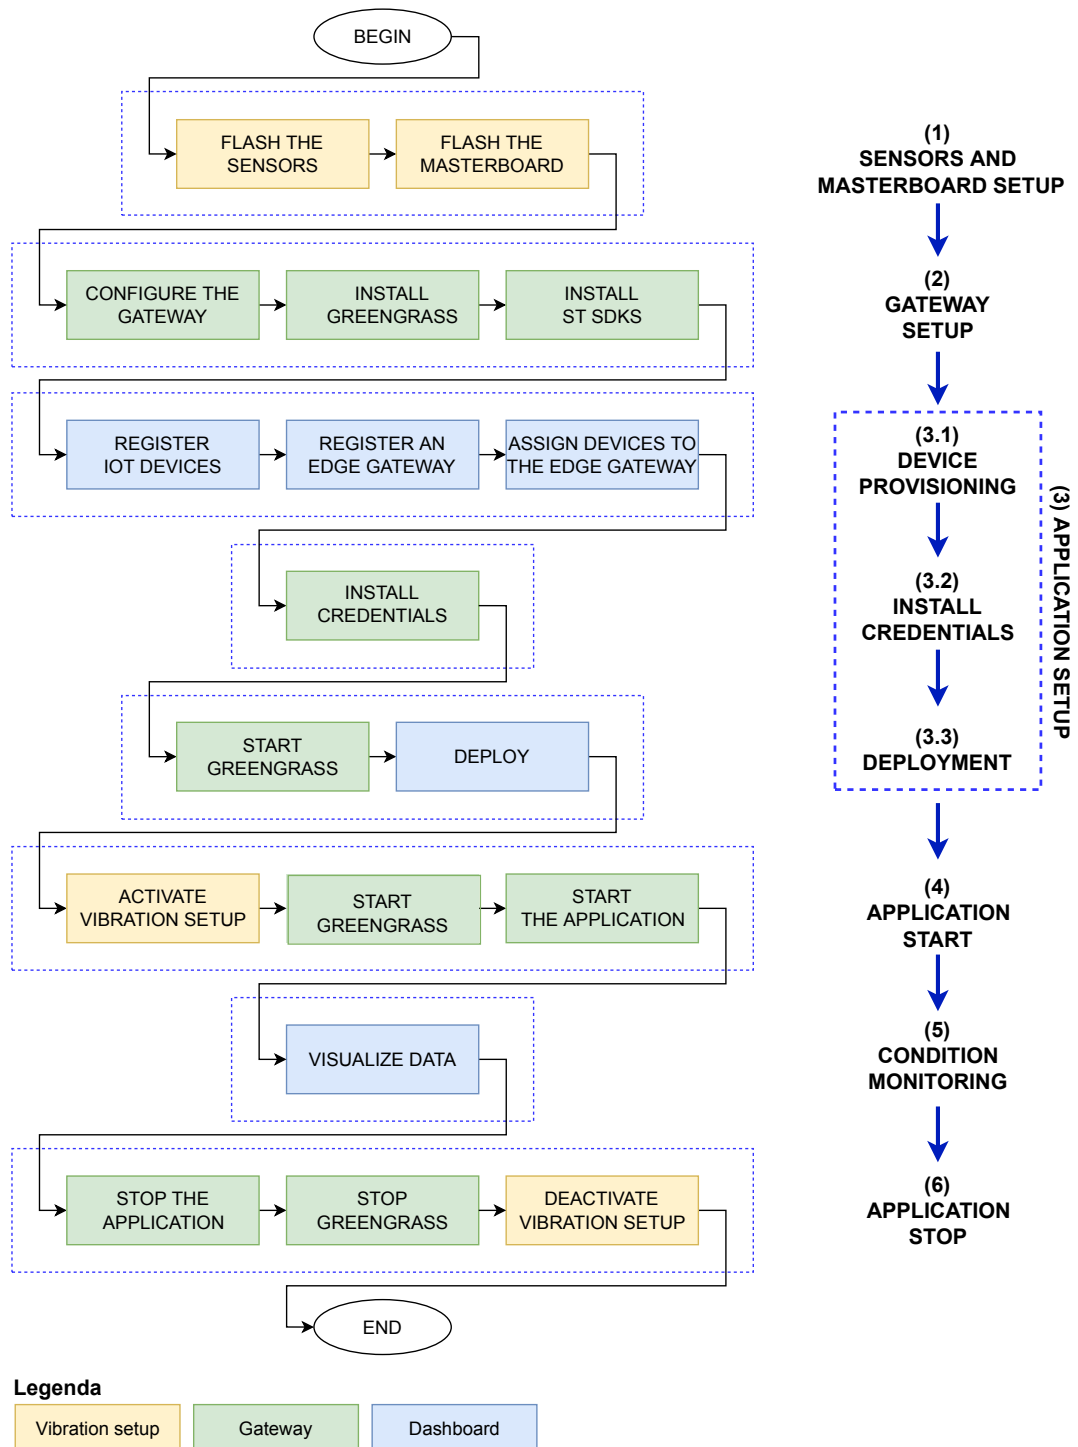 BEGIN
FLASH THE
SENSORS
FLASH THE
MASTERBOARD
(1)
SENSORS AND
MASTERBOARD SETUP
CONFIGURE THE
GATEWAY
INSTALL
GREENGRASS
INSTALL
ST SDKS
(2)
GATEWAY
SETUP
REGISTER
IOT DEVICES
REGISTER AN
EDGE GATEWAY
ASSIGN DEVICES TO
THE EDGE GATEWAY
(3.1)
DEVICE
PROVISIONING
(3) APPLICATION SETUP
INSTALL
CREDENTIALS
(3.2)
INSTALL
CREDENTIALS
START
GREENGRASS
DEPLOY
(3.3)
DEPLOYMENT
ACTIVATE
VIBRATION SETUP
START
GREENGRASS
START
THE APPLICATION
(4)
APPLICATION
START
VISUALIZE DATA
(5)
CONDITION
MONITORING
STOP THE
APPLICATION
STOP
GREENGRASS
DEACTIVATE
VIBRATION SETUP
(6)
APPLICATION
STOP
END
Legenda
Vibration setup
Gateway
Dashboard